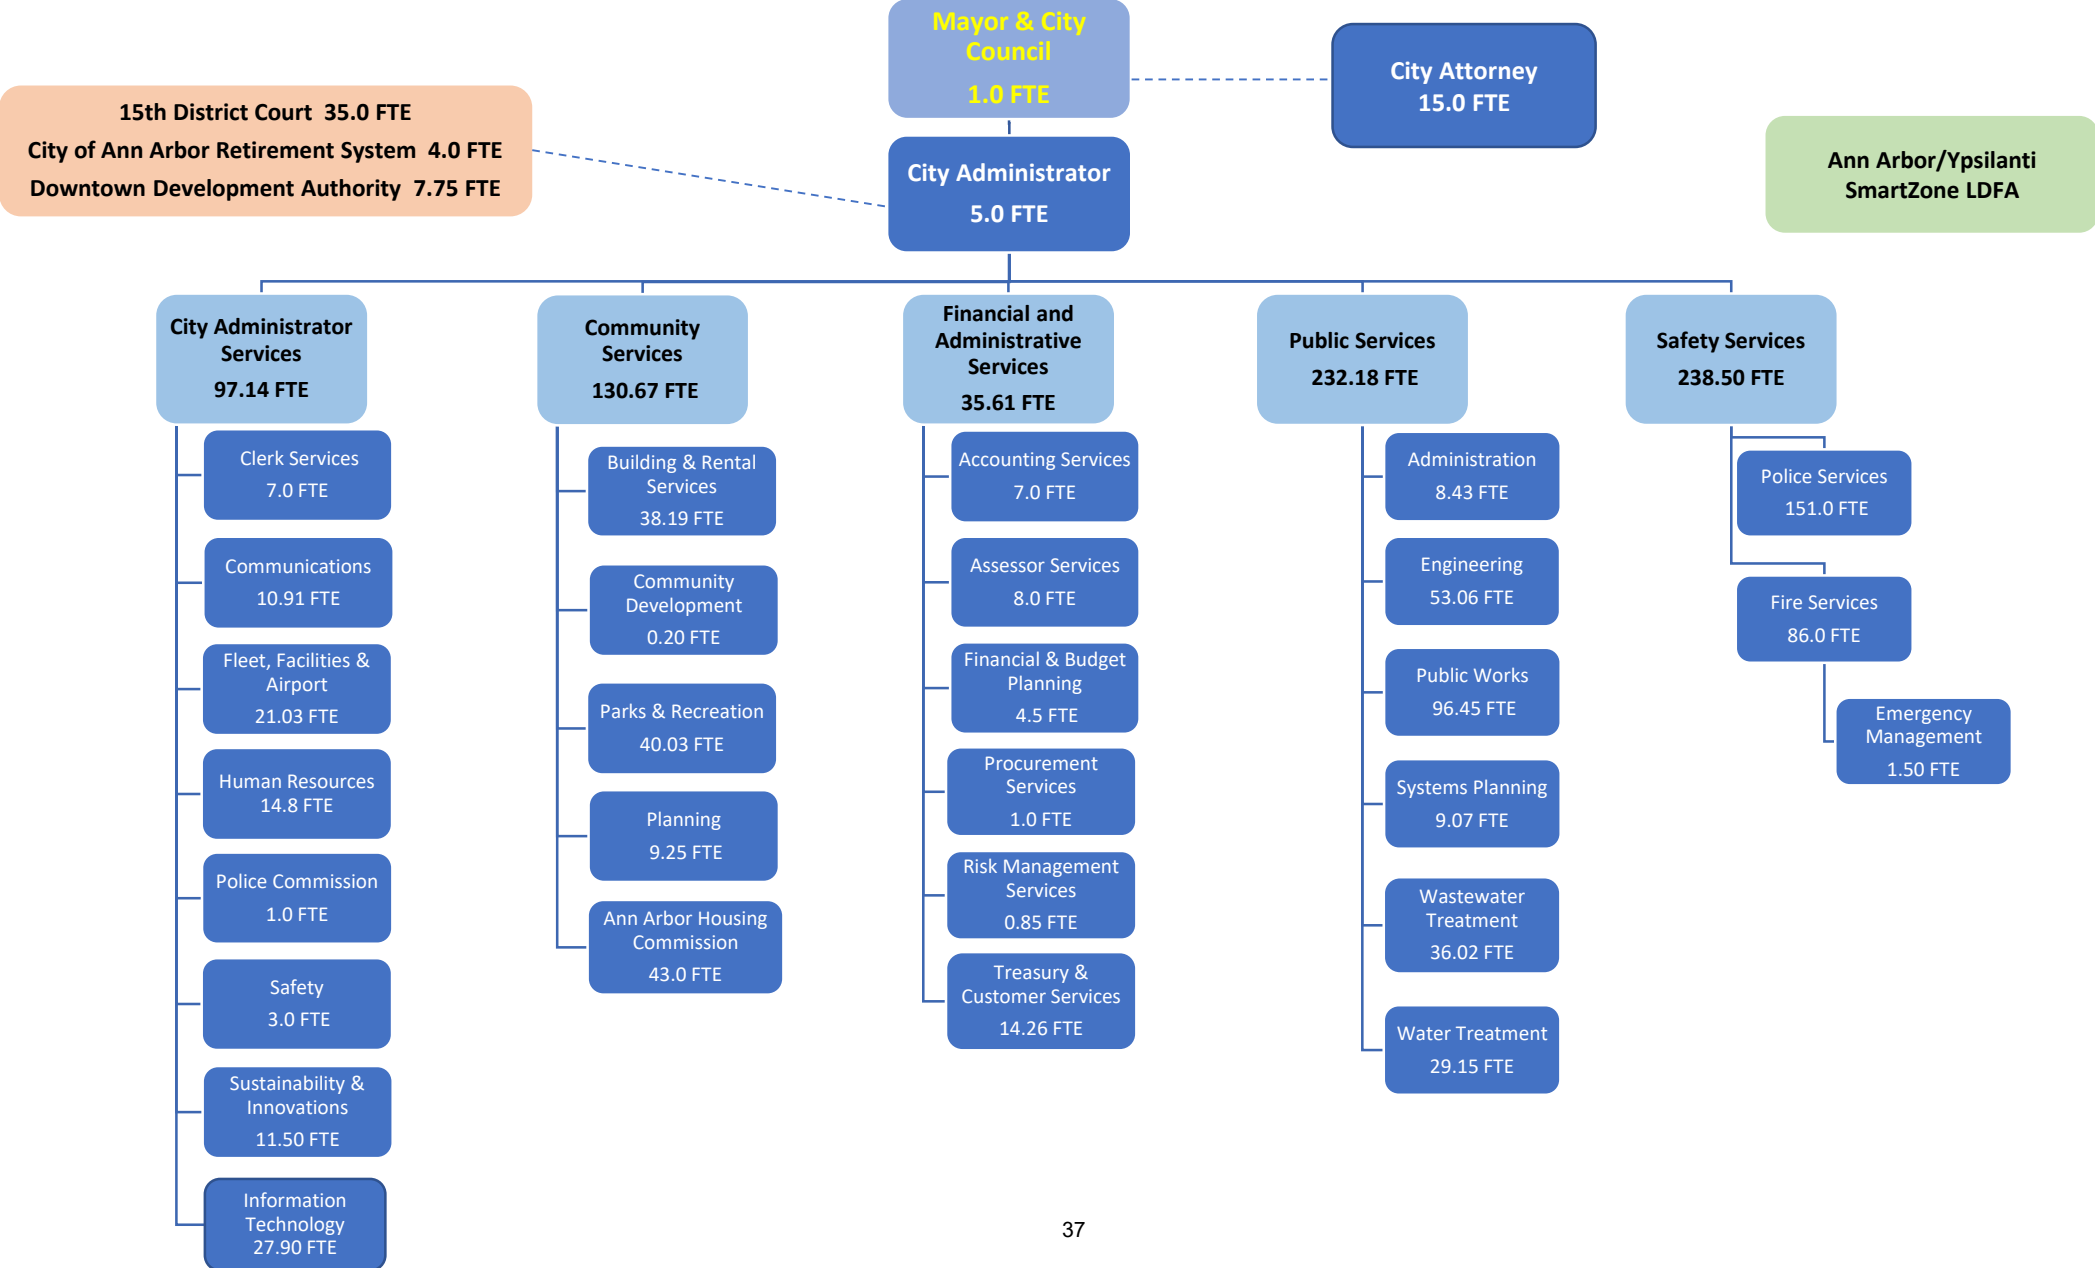 Mayor & City
Council
1.0 FTE
City Attorney
15.0 FTE
15th District Court  35.0 FTE
City of Ann Arbor Retirement System  4.0 FTE
Downtown Development Authority  7.75 FTE
City Administrator
5.0 FTE
Ann Arbor/Ypsilanti
SmartZone LDFA
City Administrator
Services
97.14 FTE
Clerk Services
7.0 FTE
Communications
10.91 FTE
Fleet, Facilities &
Airport
21.03 FTE
Human Resources
14.8 FTE
Police Commission
1.0 FTE
Safety
3.0 FTE
Sustainability &
Innovations
11.50 FTE
Information
Technology
27.90 FTE
Community
Services
130.67 FTE
Building & Rental
Services
38.19 FTE
Community
Development
0.20 FTE
Parks & Recreation
40.03 FTE
Planning
9.25 FTE
Ann Arbor Housing
Commission
43.0 FTE
Financial and
Administrative
Services
35.61 FTE
Accounting Services
7.0 FTE
Assessor Services
8.0 FTE
Financial & Budget
Planning
4.5 FTE
Procurement
Services
1.0 FTE
Risk Management
Services
0.85 FTE
Treasury &
Customer Services
14.26 FTE
Public Services
232.18 FTE
Administration
8.43 FTE
Engineering
53.06 FTE
Public Works
96.45 FTE
Systems Planning
9.07 FTE
Wastewater
Treatment
36.02 FTE
Water Treatment
29.15 FTE
Safety Services
238.50 FTE
Police Services
151.0 FTE
Fire Services
86.0 FTE
Emergency
Management
1.50 FTE
37